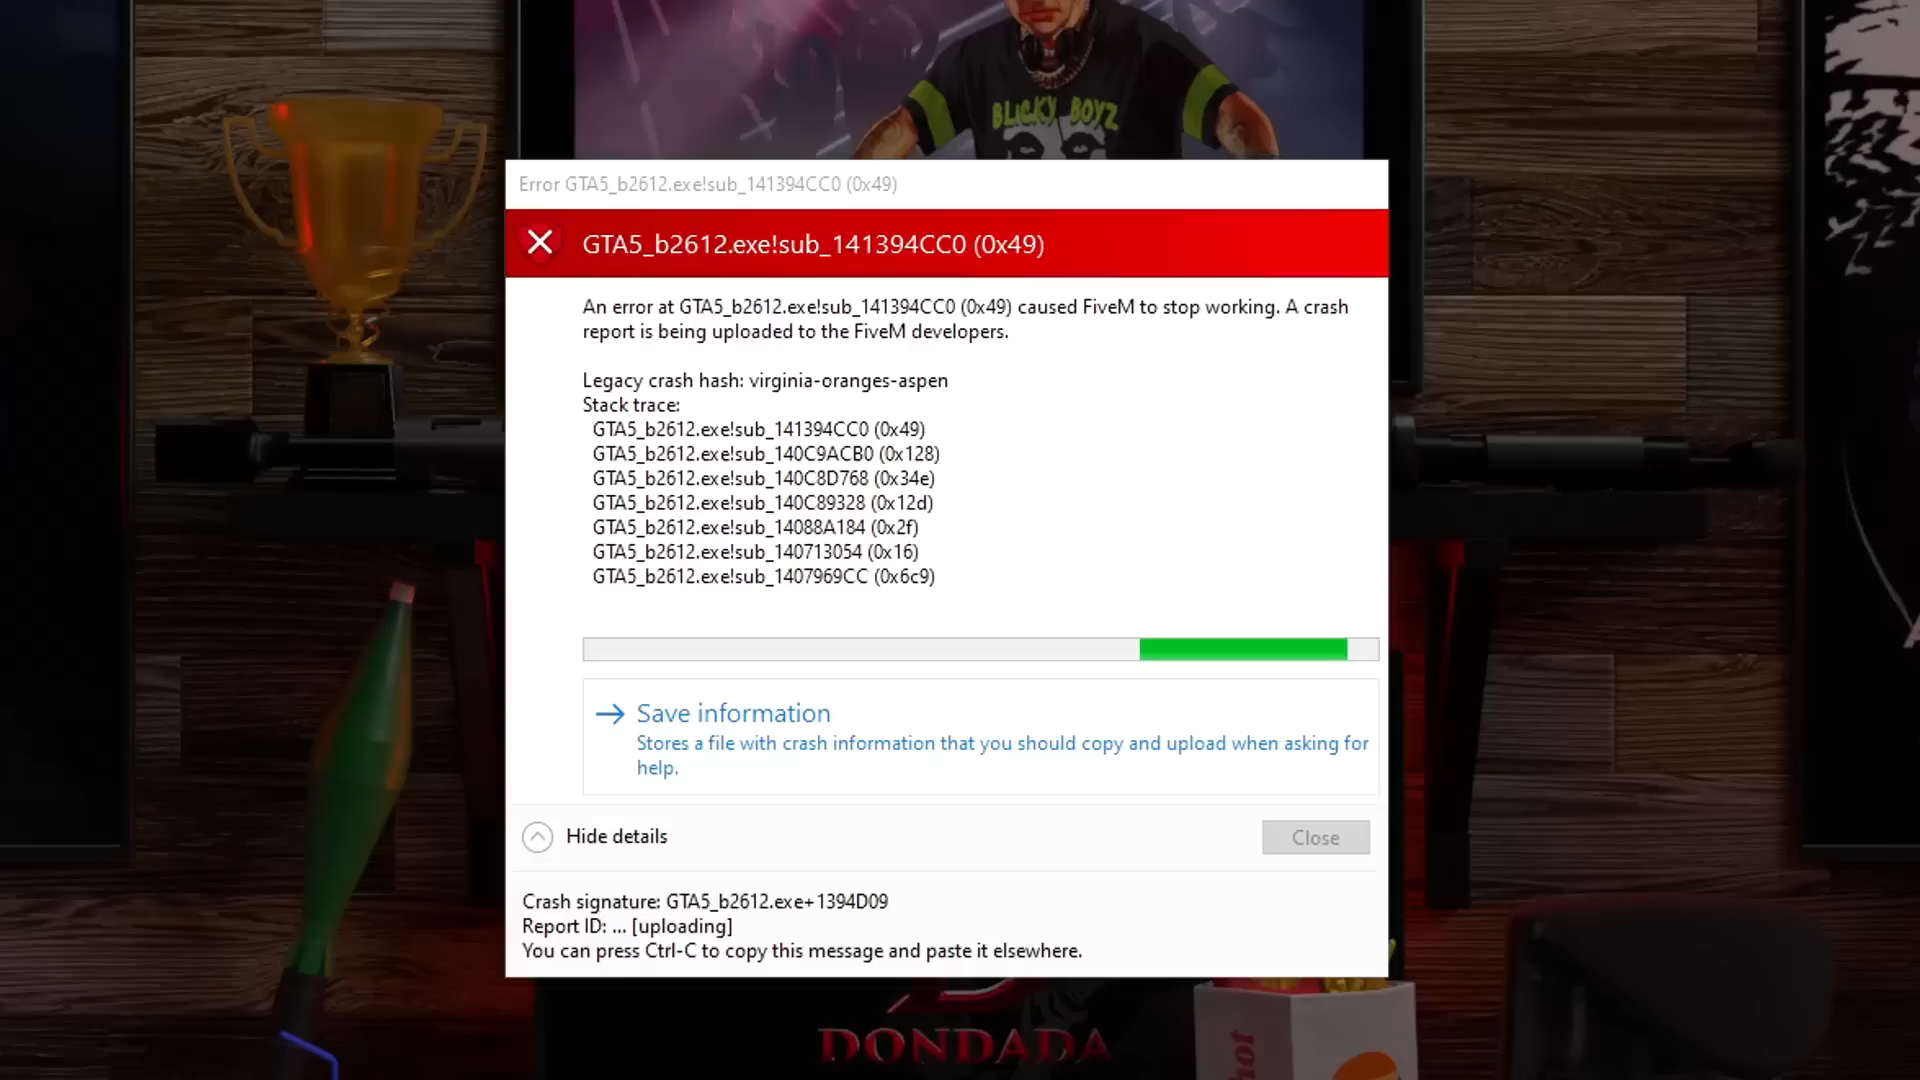 BLICKY BOYZ
Error GTA5_b2612.exe!sub_141394CC0 (0x49)
GTA5_b2612.exe!sub_141394CC0 (0x49)
An error at GTA5_b2612.exe!sub_141394CC0 (0x49) caused FiveM to stop working. A crash
report is being uploaded to the FiveM developers.
Legacy crash hash: virginia-oranges-aspen
Stack trace:
GTA5_b2612.exe!sub_141394CC0 (0x49)
GTA5_b2612.exe!sub_140C9ACB0 (0x128)
GTA5_b2612.exe!sub_140C8D768 (0x34e)
GTA5_b2612.exe!sub_140C89328 (0x12d)
GTA5_b2612.exe!sub_14088A184 (0x2f)
GTA5_b2612.exe!sub_140713054 (0x16)
GTA5_b2612.exe!sub_1407969CC (0x6c9)
Save information
Stores a file with crash information that you should copy and upload when asking for
help.
Hide details
Close
Crash signature: GTA5_b2612.exe+1394D09
Report ID: ... [uploading]
You can press Ctrl-C to copy this message and paste it elsewhere.
DONDADA
hot